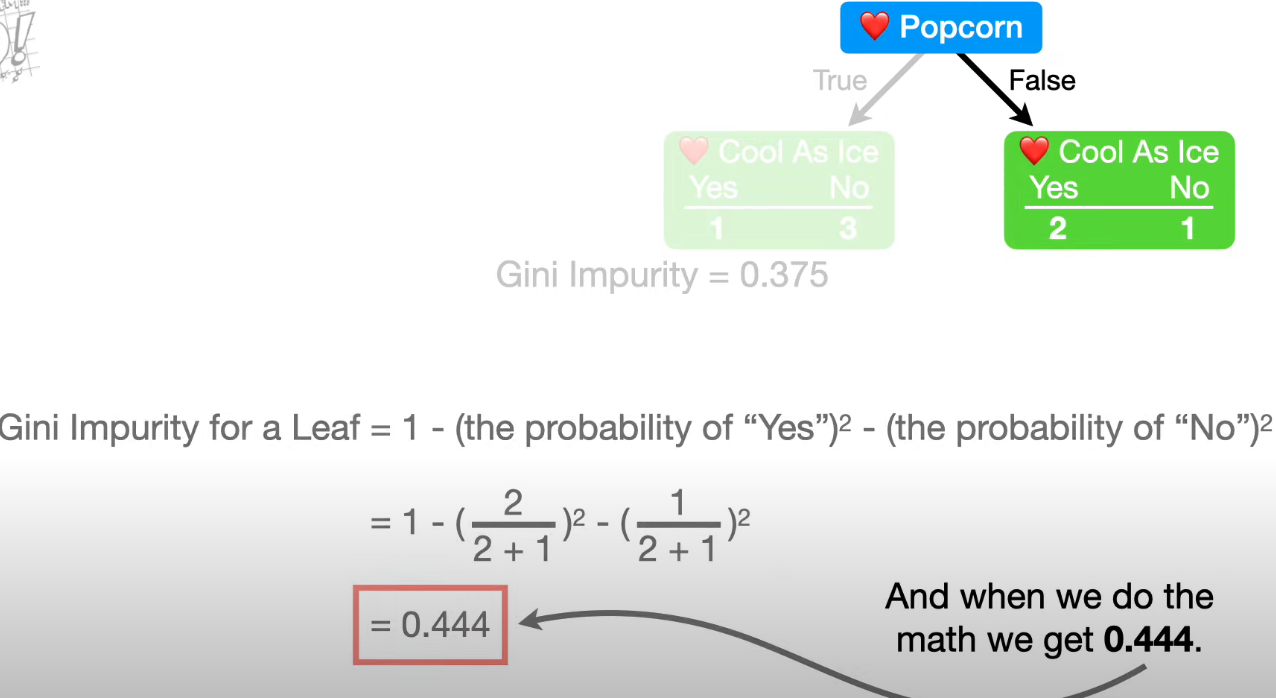 ❤️ Popcorn
True
False
❤️ Cool As Ice
Yes No
1 3
❤️ Cool As Ice
Yes No
2 1
Gini Impurity = 0.375
Gini Impurity for a Leaf = 1 - (the probability of “Yes”)² - (the probability of “No”)²
= 1 - (2/(2 + 1))² - (1/(2 + 1))²
= 0.444
And when we do the
math we get 0.444.